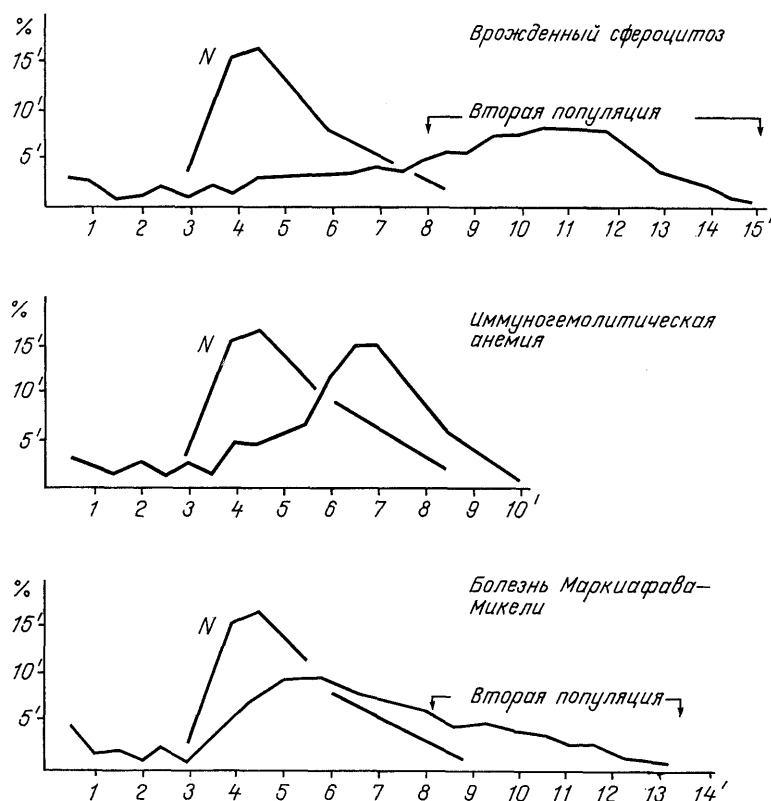 %
Врожденный сфероцитоз
15'
N
10'
Вторая популяция
5'
1 2 3 4 5 6 7 8 9 10 11 12 13 14 15'
%
Иммуногемолитическая
анемия
15'
N
10'
5'
1 2 3 4 5 6 7 8 9 10'
%
Болезнь Маркиафава—
Микели
15'
N
10'
Вторая популяция
5'
1 2 3 4 5 6 7 8 9 10 11 12 13 14'